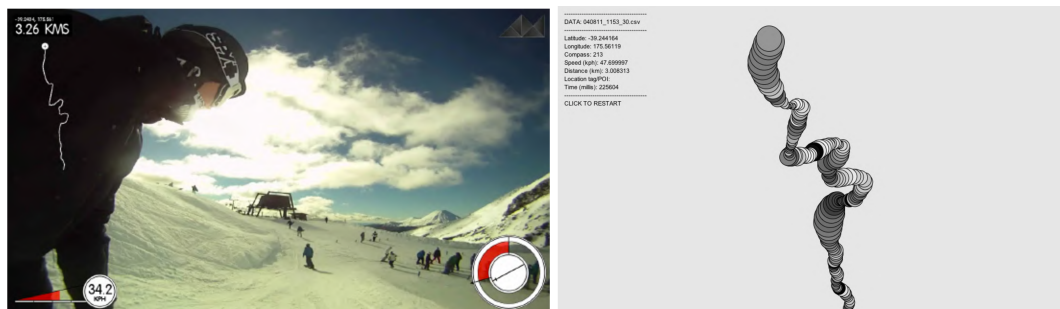 3.26 KMS
34.2
KPH
DATA: 040811_1153_30.csv
Latitude: -39.244164
Longitude: 175.56119
Compass: 213
Speed (kph): 47.699997
Distance (km): 3.008313
Location tag/POI:
Time (millis): 225604
CLICK TO RESTART